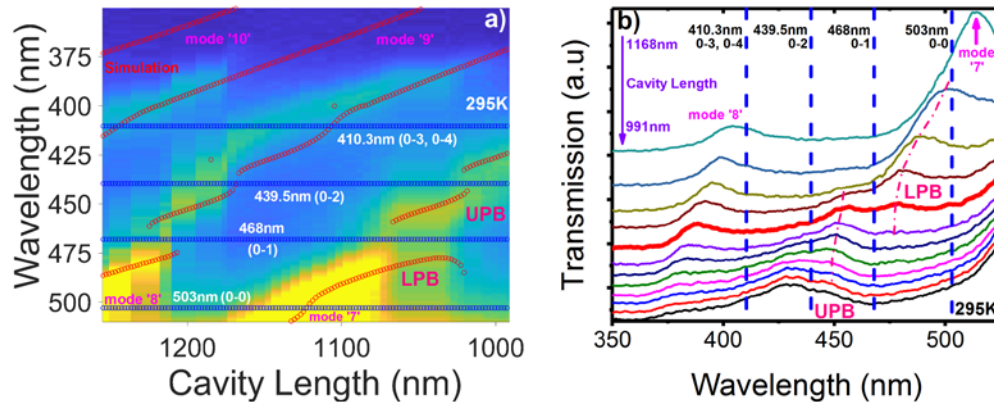 a)
mode '10'
mode '9'
Simulation
295K
410.3nm (0-3, 0-4)
439.5nm (0-2)
UPB
468nm
(0-1)
LPB
mode '8'
503nm (0-0)
mode '7'
375
400
425
450
475
500
Wavelength (nm)
1200
1100
1000
Cavity Length (nm)
b)
410.3nm
0-3, 0-4
439.5nm
0-2
468nm
0-1
503nm
0-0
1168nm
Cavity Length
991nm
mode '7'
mode '8'
LPB
UPB
295K
Transmission (a.u)
350
400
450
500
Wavelength (nm)